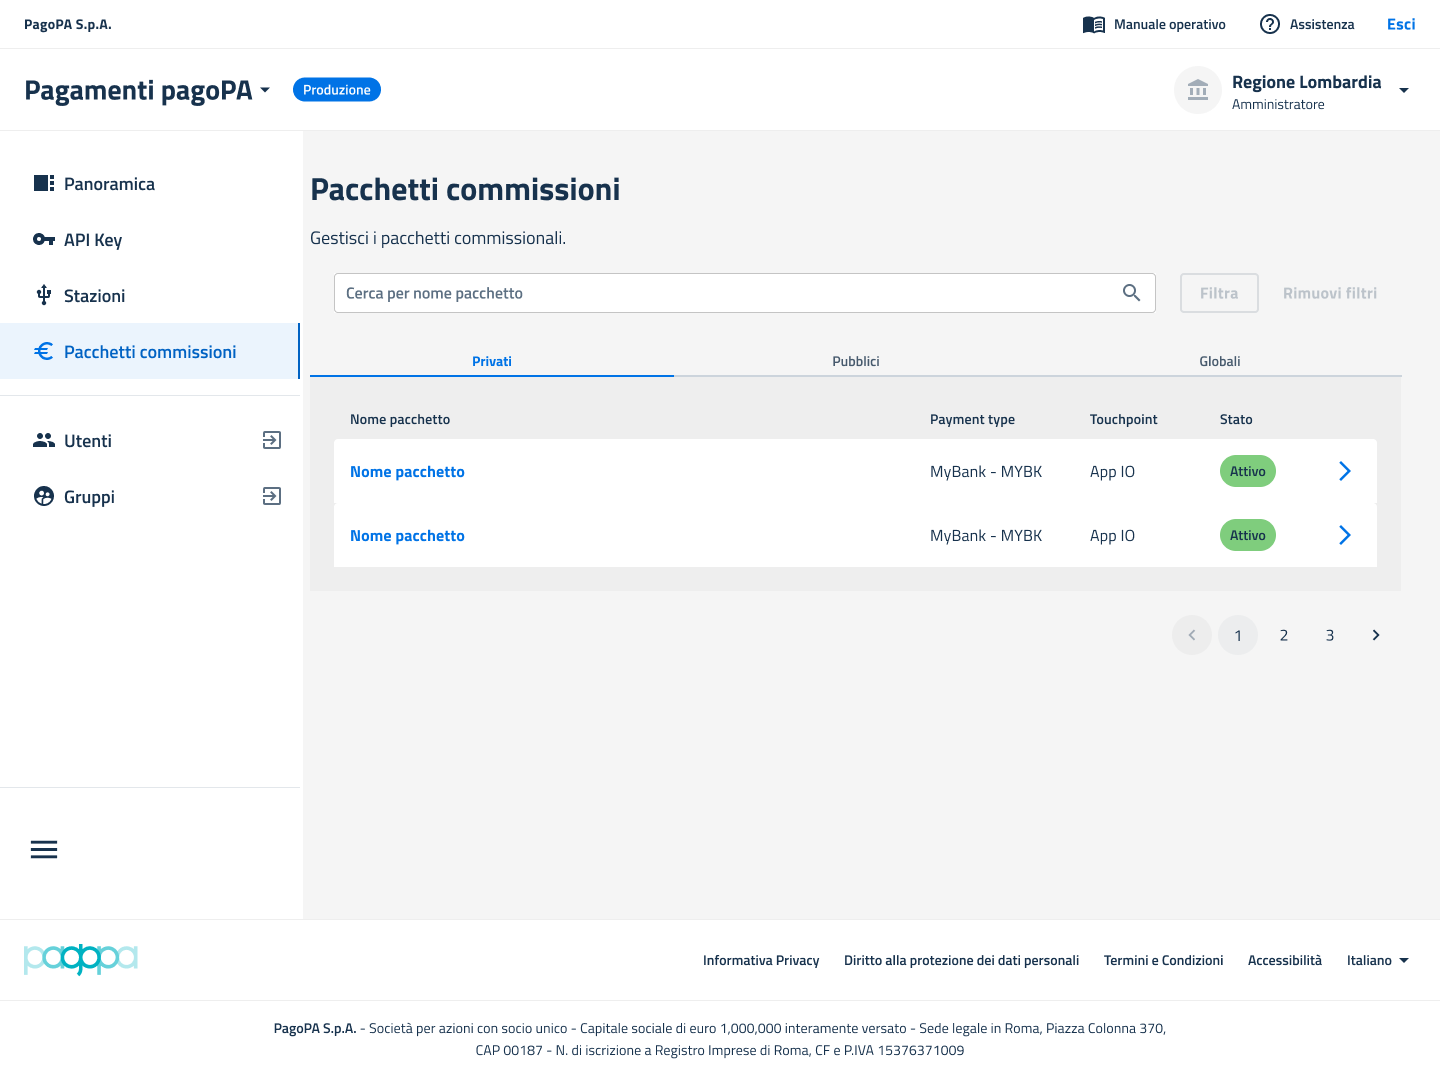 PagoPA S.p.A.
Manuale operativo
Assistenza
Esci
Pagamenti pagoPA
Produzione
Regione Lombardia
Amministratore
Panoramica
API Key
Stazioni
Pacchetti commissioni
Utenti
Gruppi
Pacchetti commissioni
Gestisci i pacchetti commissionali.
Cerca per nome pacchetto
Filtra
Rimuovi filtri
Privati
Pubblici
Globali
Nome pacchetto
Payment type
Touchpoint
Stato
Nome pacchetto
MyBank - MYBK
App IO
Attivo
Nome pacchetto
MyBank - MYBK
App IO
Attivo
1
2
3
pagopa
Informativa Privacy
Diritto alla protezione dei dati personali
Termini e Condizioni
Accessibilità
Italiano
PagoPA S.p.A. - Società per azioni con socio unico - Capitale sociale di euro 1,000,000 interamente versato - Sede legale in Roma, Piazza Colonna 370,
CAP 00187 - N. di iscrizione a Registro Imprese di Roma, CF e P.IVA 15376371009